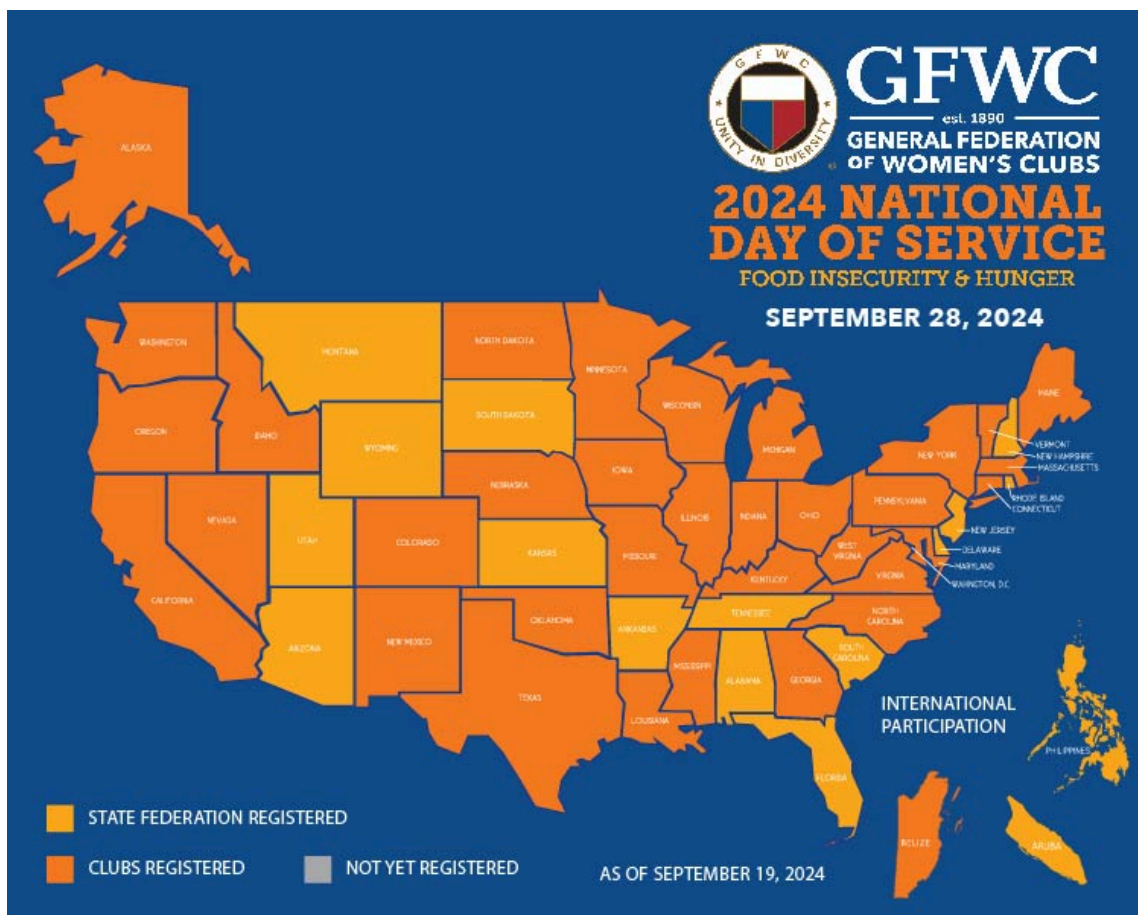 GFWC
UNITY IN DIVERSITY
GFWC
est. 1890
GENERAL FEDERATION
OF WOMEN'S CLUBS
2024 NATIONAL
DAY OF SERVICE
FOOD INSECURITY & HUNGER
SEPTEMBER 28, 2024
ALASKA
WASHINGTON
MONTANA
NORTH DAKOTA
MINNESOTA
OREGON
IDAHO
WYOMING
SOUTH DAKOTA
WISCONSIN
MICHIGAN
NEW YORK
MAINE
VERMONT
NEW HAMPSHIRE
MASSACHUSETTS
RHODE ISLAND
CONNECTICUT
NEW JERSEY
DELAWARE
MARYLAND
WAHINGTON, D.C.
NEVADA
UTAH
COLORADO
NEBRASKA
KANSAS
IOWA
MISSOURI
ILLINOIS
INDIANA
OHIO
PENNSYLVANIA
WEST
VIRGINIA
VIRGINIA
KENTUCKY
CALIFORNIA
ARIZONA
NEW MEXICO
OKLAHOMA
TEXAS
ARKANSAS
LOUISIANA
MISSISSIPPI
TENNESSEE
ALABAMA
GEORGIA
NORTH
CAROLINA
SOUTH
CAROLINA
FLORIDA
INTERNATIONAL
PARTICIPATION
PHILIPPINES
BELIZE
ARUBA
STATE FEDERATION REGISTERED
CLUBS REGISTERED
NOT YET REGISTERED
AS OF SEPTEMBER 19, 2024